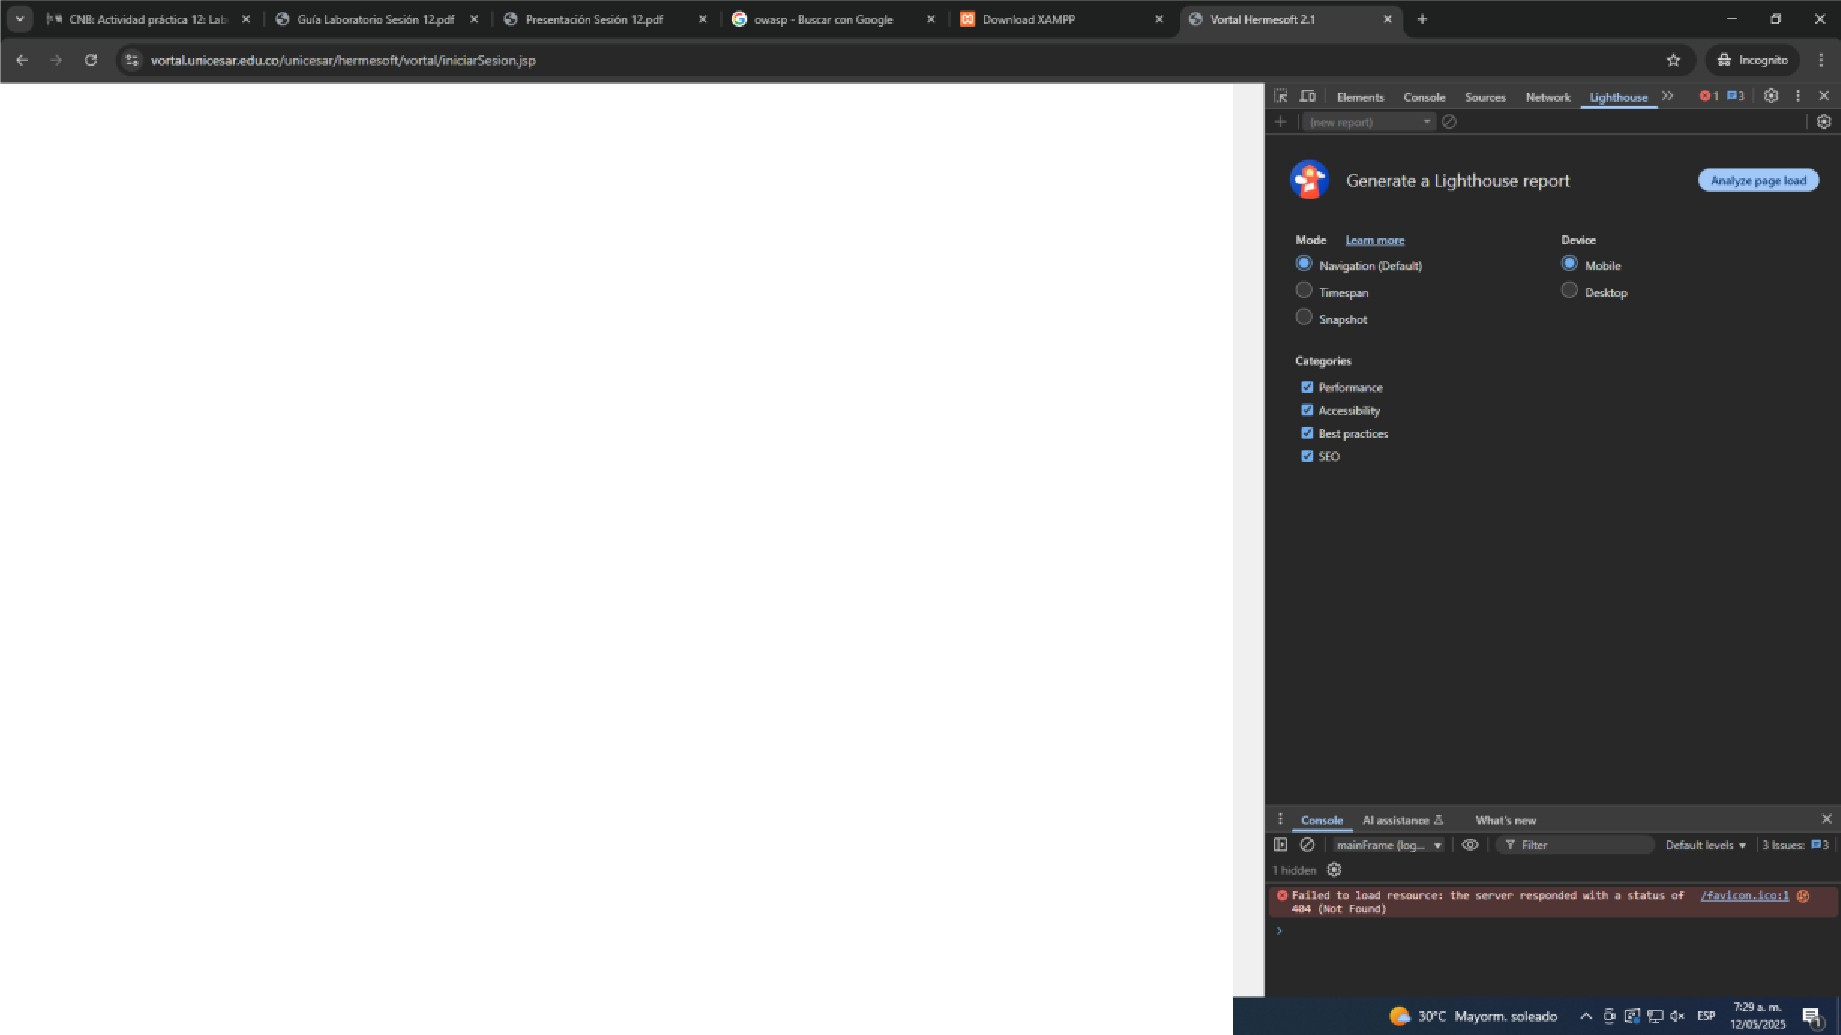 CNB: Actividad práctica 12: Lab
Guía Laboratorio Sesión 12.pdf
Presentación Sesión 12.pdf
owasp - Buscar con Google
Download XAMPP
Vortal Hermesoft 2.1
vortal.unicesar.edu.co/unicesar/hermesoft/vortal/iniciarSesion.jsp
Incognito
Elements Console Sources Network Lighthouse 1 3
(new report)
Generate a Lighthouse report
Analyze page load
Mode Learn more Device
Navigation (Default) Mobile
Timespan Desktop
Snapshot
Categories
Performance
Accessibility
Best practices
SEO
Console AI assistance What's new
mainFrame (log... Filter Default levels 3 Issues: 3
1 hidden
Failed to load resource: the server responded with a status of /favicon.ico:1
404 (Not Found)
30°C Mayorm. soleado ESP 7:29 a. m.
12/05/2025
1